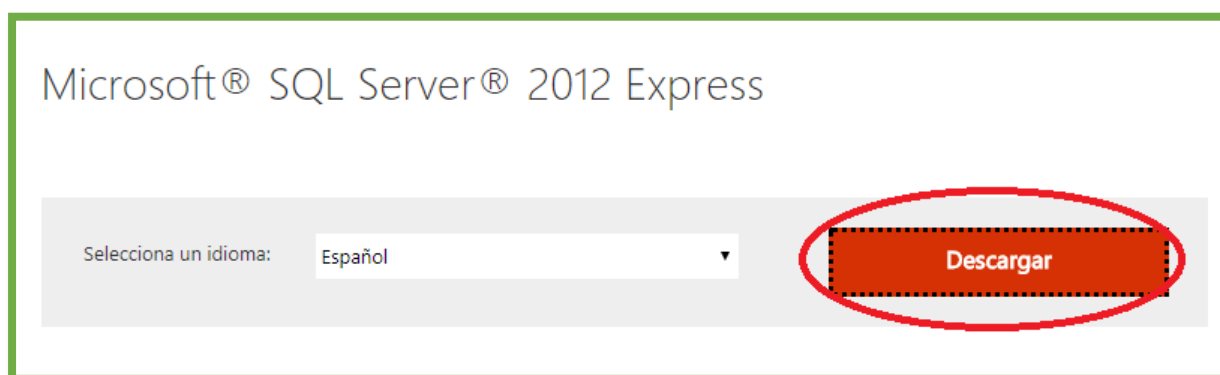 Microsoft® SQL Server® 2012 Express
Selecciona un idioma: Español Descargar